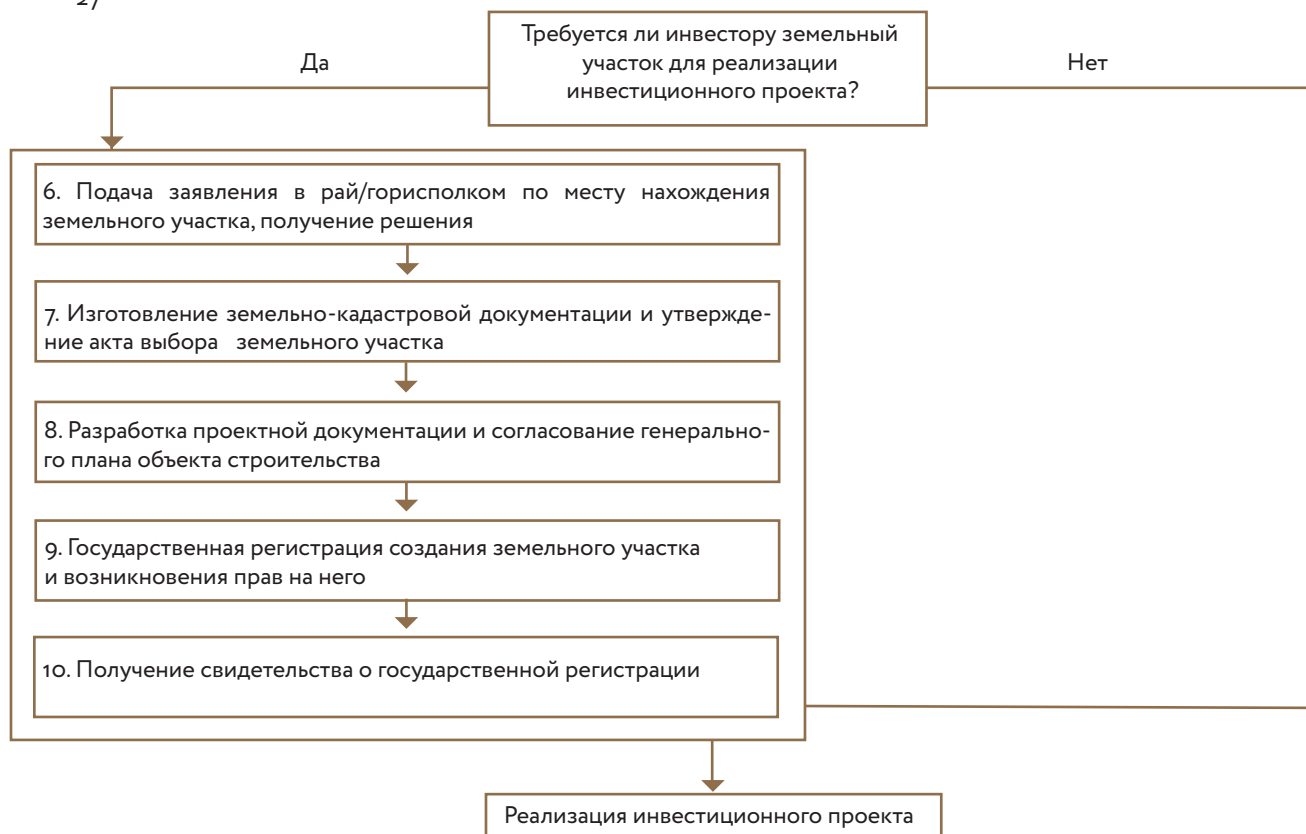 Требуется ли инвестору земельный
участок для реализации
инвестиционного проекта?
Да
Нет
6. Подача заявления в рай/горисполком по месту нахождения
земельного участка, получение решения
7. Изготовление земельно-кадастровой документации и утвержде-
ние акта выбора земельного участка
8. Разработка проектной документации и согласование генерально-
го плана объекта строительства
9. Государственная регистрация создания земельного участка
и возникновения прав на него
10. Получение свидетельства о государственной регистрации
Реализация инвестиционного проекта